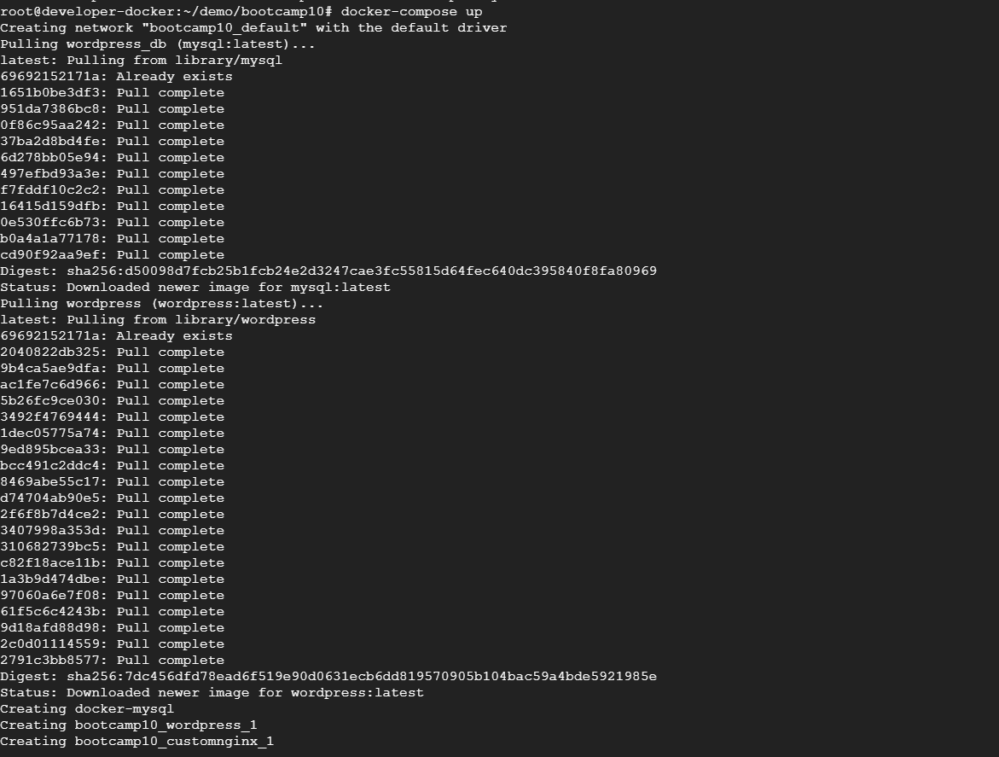 root@developer-docker:~/demo/bootcamp10# docker-compose up
Creating network "bootcamp10_default" with the default driver
Pulling wordpress_db (mysql:latest)...
latest: Pulling from library/mysql
69692152171a: Already exists
1651b0be3df3: Pull complete
951da7386bc8: Pull complete
0f86c95aa242: Pull complete
37ba2d8bd4fe: Pull complete
6d278bb05e94: Pull complete
497efbd93a3e: Pull complete
f7fddf10c2c2: Pull complete
16415d159dfb: Pull complete
0e530ffc6b73: Pull complete
b0a4a1a77178: Pull complete
cd90f92aa9ef: Pull complete
Digest: sha256:d50098d7fcb25b1fcb24e2d3247cae3fc55815d64fec640dc395840f8fa80969
Status: Downloaded newer image for mysql:latest
Pulling wordpress (wordpress:latest)...
latest: Pulling from library/wordpress
69692152171a: Already exists
2040822db325: Pull complete
9b4ca5ae9dfa: Pull complete
ac1fe7c6d966: Pull complete
5b26fc9ce030: Pull complete
3492f4769444: Pull complete
1dec05775a74: Pull complete
9ed895bcea33: Pull complete
bcc491c2ddc4: Pull complete
8469abe55c17: Pull complete
d74704ab90e5: Pull complete
2f6f8b7d4ce2: Pull complete
3407998a353d: Pull complete
310682739bc5: Pull complete
c82f18ace11b: Pull complete
1a3b9d474dbe: Pull complete
97060a6e7f08: Pull complete
61f5c6c4243b: Pull complete
9d18afd88d98: Pull complete
2c0d01114559: Pull complete
2791c3bb8577: Pull complete
Digest: sha256:7dc456dfd78ead6f519e90d0631ecb6dd819570905b104bac59a4bde5921985e
Status: Downloaded newer image for wordpress:latest
Creating docker-mysql
Creating bootcamp10_wordpress_1
Creating bootcamp10_customnginx_1